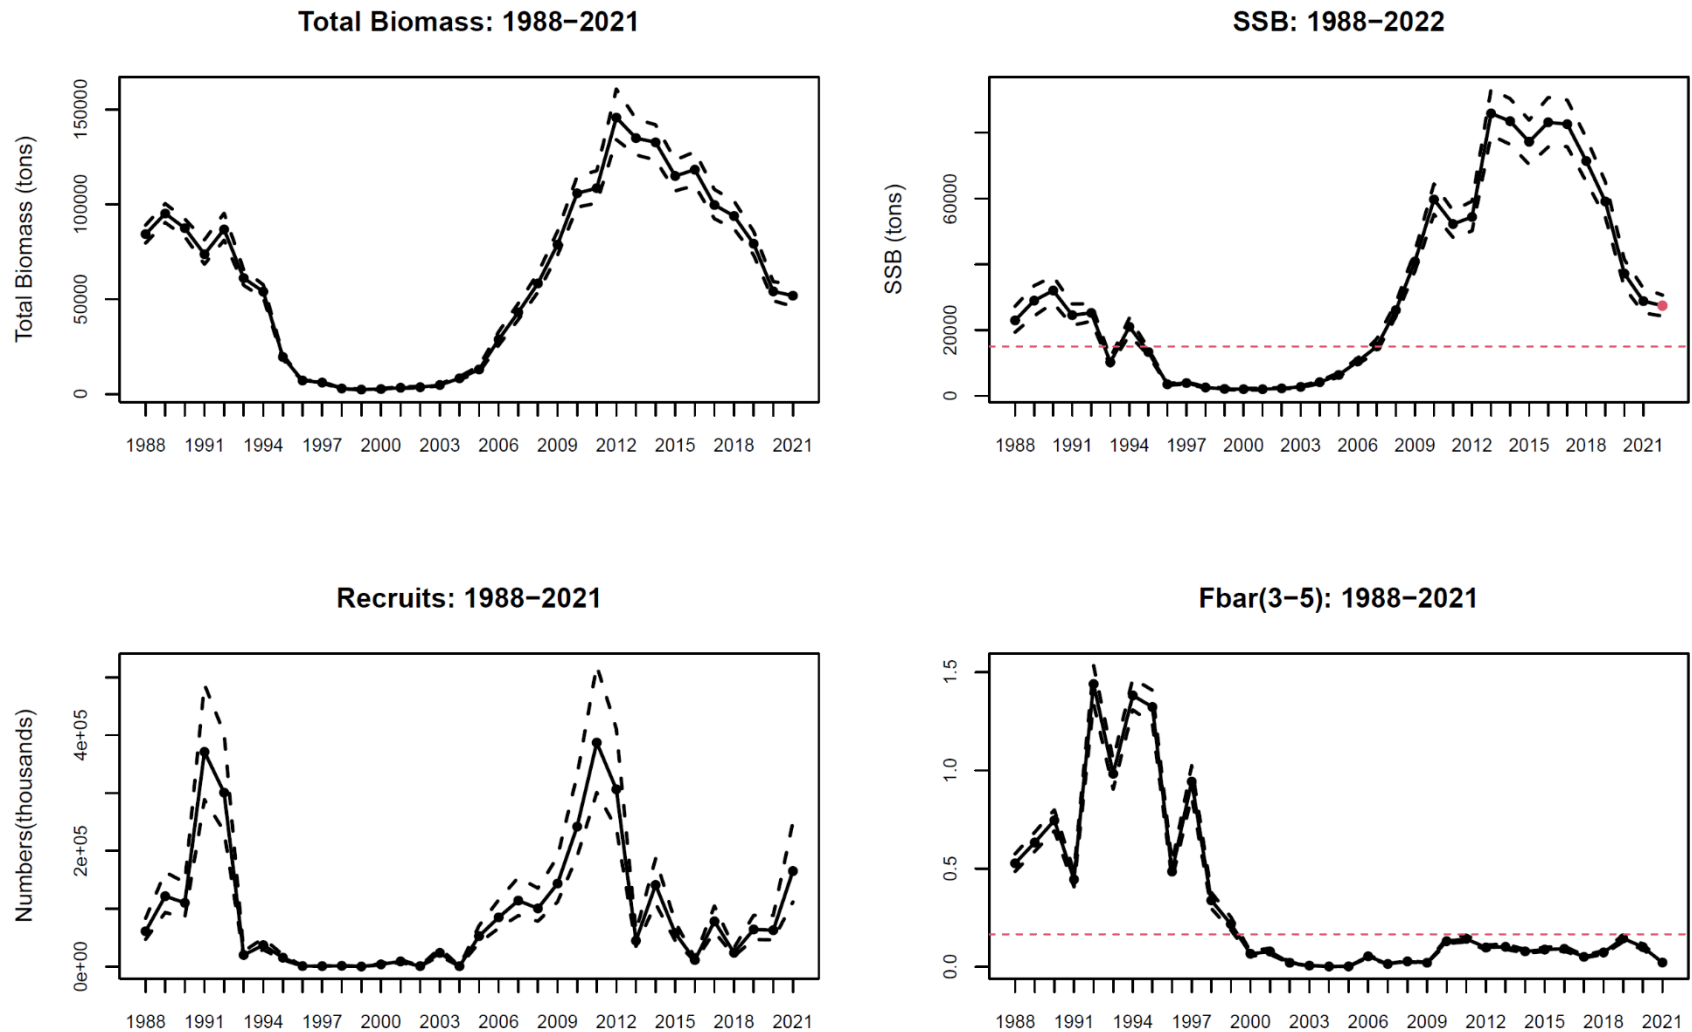 Total Biomass: 1988−2021
Total Biomass (tons)
150000
100000
50000
0
1988 1991 1994 1997 2000 2003 2006 2009 2012 2015 2018 2021
SSB: 1988−2022
SSB (tons)
60000
20000
0
1988 1991 1994 1997 2000 2003 2006 2009 2012 2015 2018 2021
Recruits: 1988−2021
Numbers(thousands)
4e+05
2e+05
0e+00
1988 1991 1994 1997 2000 2003 2006 2009 2012 2015 2018 2021
Fbar(3−5): 1988−2021
1.5
1.0
0.5
0.0
1988 1991 1994 1997 2000 2003 2006 2009 2012 2015 2018 2021